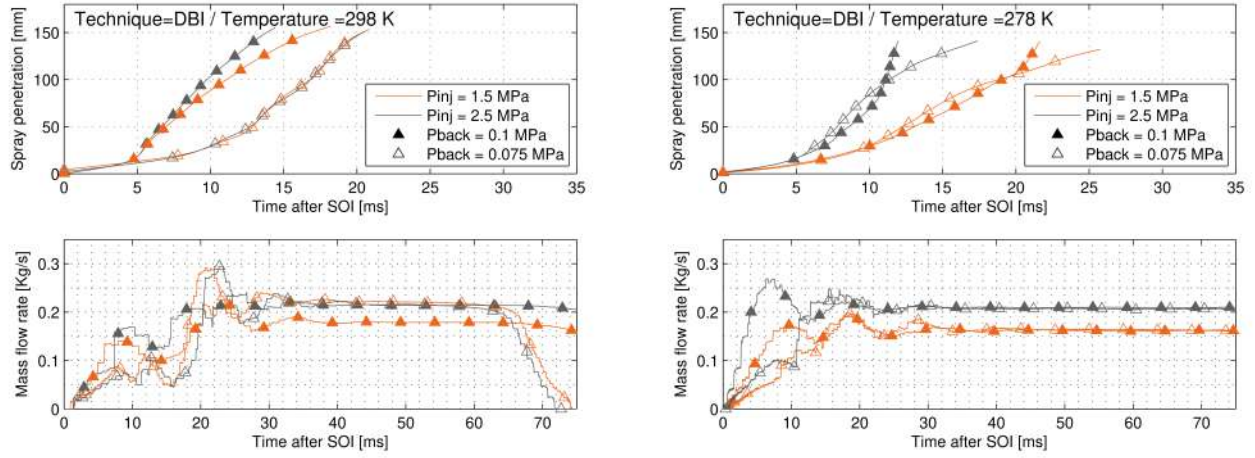 Technique=DBI / Temperature =298 K
Spray penetration [mm]
150
100
50
0
Pinj = 1.5 MPa
Pinj = 2.5 MPa
Pback = 0.1 MPa
Pback = 0.075 MPa
0 5 10 15 20 25 30 35
Time after SOI [ms]
Technique=DBI / Temperature =278 K
Spray penetration [mm]
150
100
50
0
Pinj = 1.5 MPa
Pinj = 2.5 MPa
Pback = 0.1 MPa
Pback = 0.075 MPa
0 5 10 15 20 25 30 35
Time after SOI [ms]
Mass flow rate [Kg/s]
0.3
0.2
0.1
0
0 10 20 30 40 50 60 70
Time after SOI [ms]
Mass flow rate [Kg/s]
0.3
0.2
0.1
0
0 10 20 30 40 50 60 70
Time after SOI [ms]